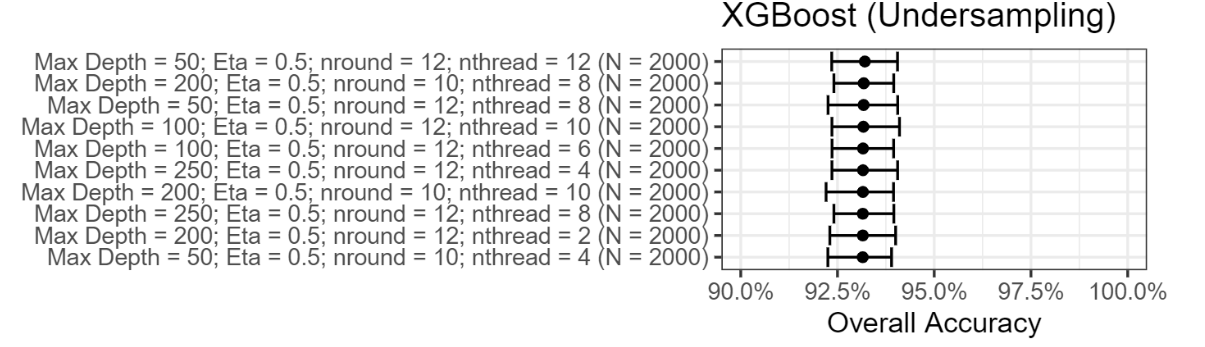 XGBoost (Undersampling)
Max Depth = 50; Eta = 0.5; nround = 12; nthread = 12 (N = 2000)
Max Depth = 200; Eta = 0.5; nround = 10; nthread = 8 (N = 2000)
Max Depth = 50; Eta = 0.5; nround = 12; nthread = 8 (N = 2000)
Max Depth = 100; Eta = 0.5; nround = 12; nthread = 10 (N = 2000)
Max Depth = 100; Eta = 0.5; nround = 12; nthread = 6 (N = 2000)
Max Depth = 250; Eta = 0.5; nround = 12; nthread = 4 (N = 2000)
Max Depth = 200; Eta = 0.5; nround = 10; nthread = 10 (N = 2000)
Max Depth = 250; Eta = 0.5; nround = 12; nthread = 8 (N = 2000)
Max Depth = 200; Eta = 0.5; nround = 12; nthread = 2 (N = 2000)
Max Depth = 50; Eta = 0.5; nround = 10; nthread = 4 (N = 2000)
90.0% 92.5% 95.0% 97.5% 100.0%
Overall Accuracy